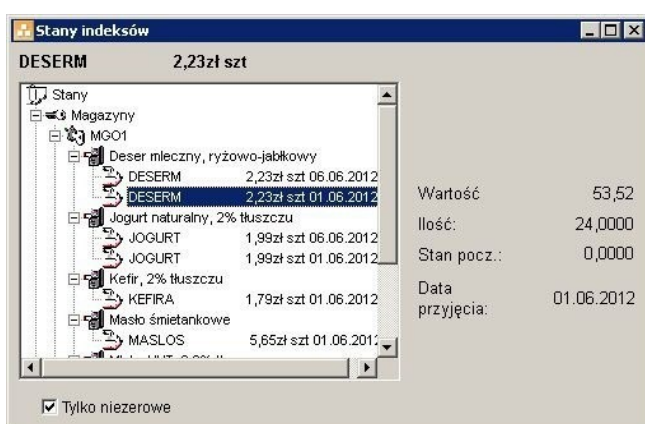 Stany indeksów
DESERM 2,23zł szt
Stany
Magazyny
MGO1
Deser mleczny, ryżowo-jabłkowy
DESERM 2,23zł szt 06.06.2012
DESERM 2,23zł szt 01.06.2012
Jogurt naturalny, 2% tłuszczu
JOGURT 1,99zł szt 06.06.2012
JOGURT 1,99zł szt 01.06.2012
Kefir, 2% tłuszczu
KEFIRA 1,79zł szt 01.06.2012
Masło śmietankowe
MASLOS 5,65zł szt 01.06.2012
Wartość 53,52
Ilość: 24,0000
Stan pocz.: 0,0000
Data
przyjęcia: 01.06.2012
Tylko niezerowe